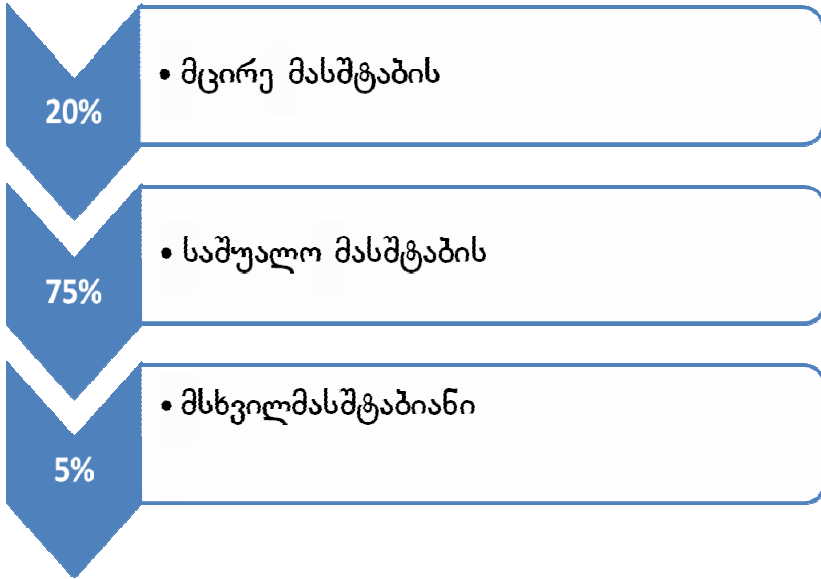 20%
• მცირე მასშტაბის
75%
• საშუალო მასშტაბის
5%
• მსხვილმასშტაბიანი